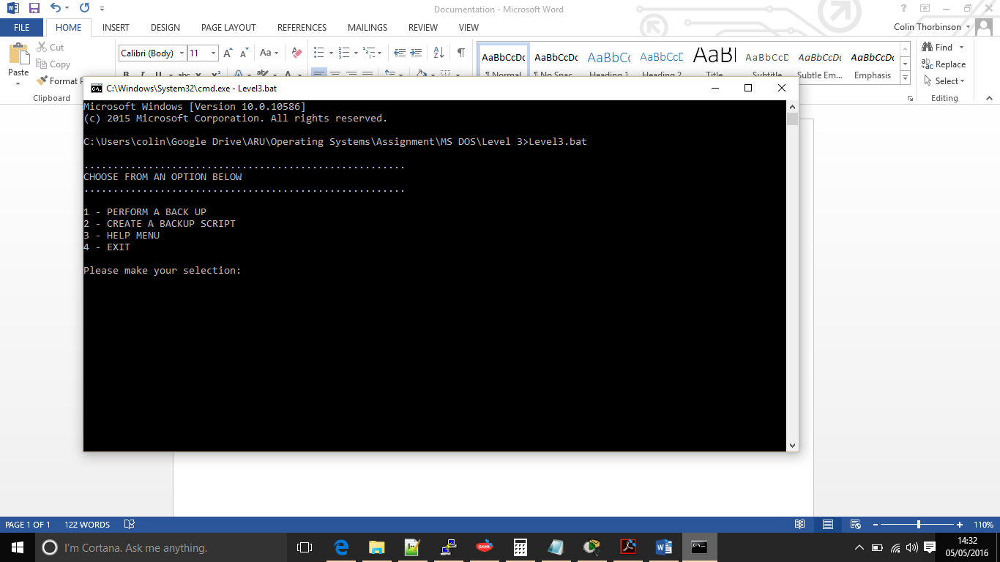 Documentation - Microsoft Word
FILE HOME INSERT DESIGN PAGE LAYOUT REFERENCES MAILINGS REVIEW VIEW Colin Thorbinson
Cut
Copy
Format
Paste
Clipboard
Calibri (Body) 11
AaBbCcDc AaBbCcDc AaBbCc AaBbCcD AaB AaBbCcD AaBbCcDc AaBbCcDc
¶ Normal ¶ No Spac... Heading 1 Heading 2 Title Subtitle Subtle Em... Emphasis
Find
Replace
Select
Editing
C:\Windows\System32\cmd.exe - Level3.bat
Microsoft Windows [Version 10.0.10586]
(c) 2015 Microsoft Corporation. All rights reserved.
C:\Users\colin\Google Drive\ARU\Operating Systems\Assignment\MS DOS\Level 3>Level3.bat
.......................................................
CHOOSE FROM AN OPTION BELOW
.......................................................
1 - PERFORM A BACK UP
2 - CREATE A BACKUP SCRIPT
3 - HELP MENU
4 - EXIT
Please make your selection:
PAGE 1 OF 1 122 WORDS 110%
I'm Cortana. Ask me anything.
GAME
14:32
05/05/2016